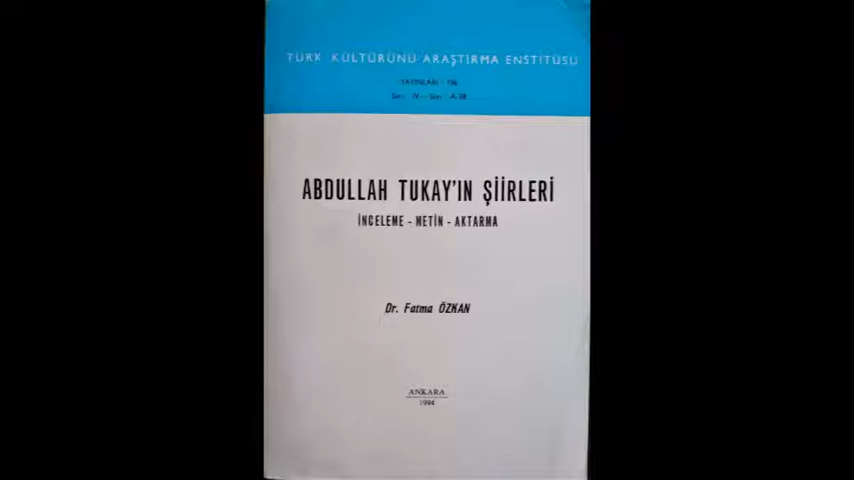 TÜRK KÜLTÜRÜNÜ ARAŞTIRMA ENSTİTÜSÜ
YAYINLARI
ABDULLAH TUKAY'IN ŞİİRLERİ
İNCELEME - METİN - AKTARMA
Dr. Fatma ÖZKAN
ANKARA
1994